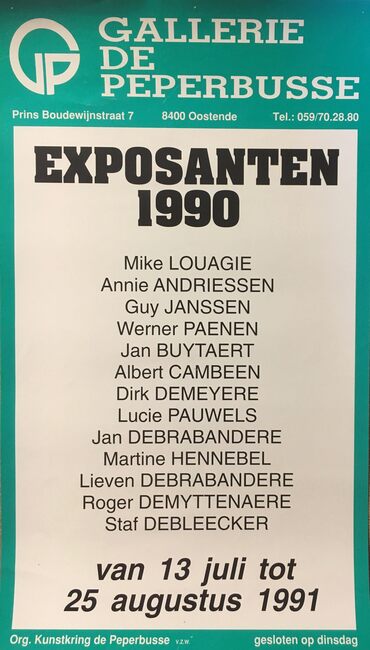 GALLERIE
DE
PEPERBUSSE
Prins Boudewijnstraat 7 8400 Oostende Tel.: 059/70.28.80
EXPOSANTEN
1990
Mike LOUAGIE
Annie ANDRIESSEN
Guy JANSSEN
Werner PAENEN
Jan BUYTAERT
Albert CAMBEEN
Dirk DEMEYERE
Lucie PAUWELS
Jan DEBRABANDERE
Martine HENNEBEL
Lieven DEBRABANDERE
Roger DEMYTTENAERE
Staf DEBLEECKER
van 13 juli tot
25 augustus 1991
Org. Kunstkring de Peperbusse v.z.w. gesloten op dinsdag